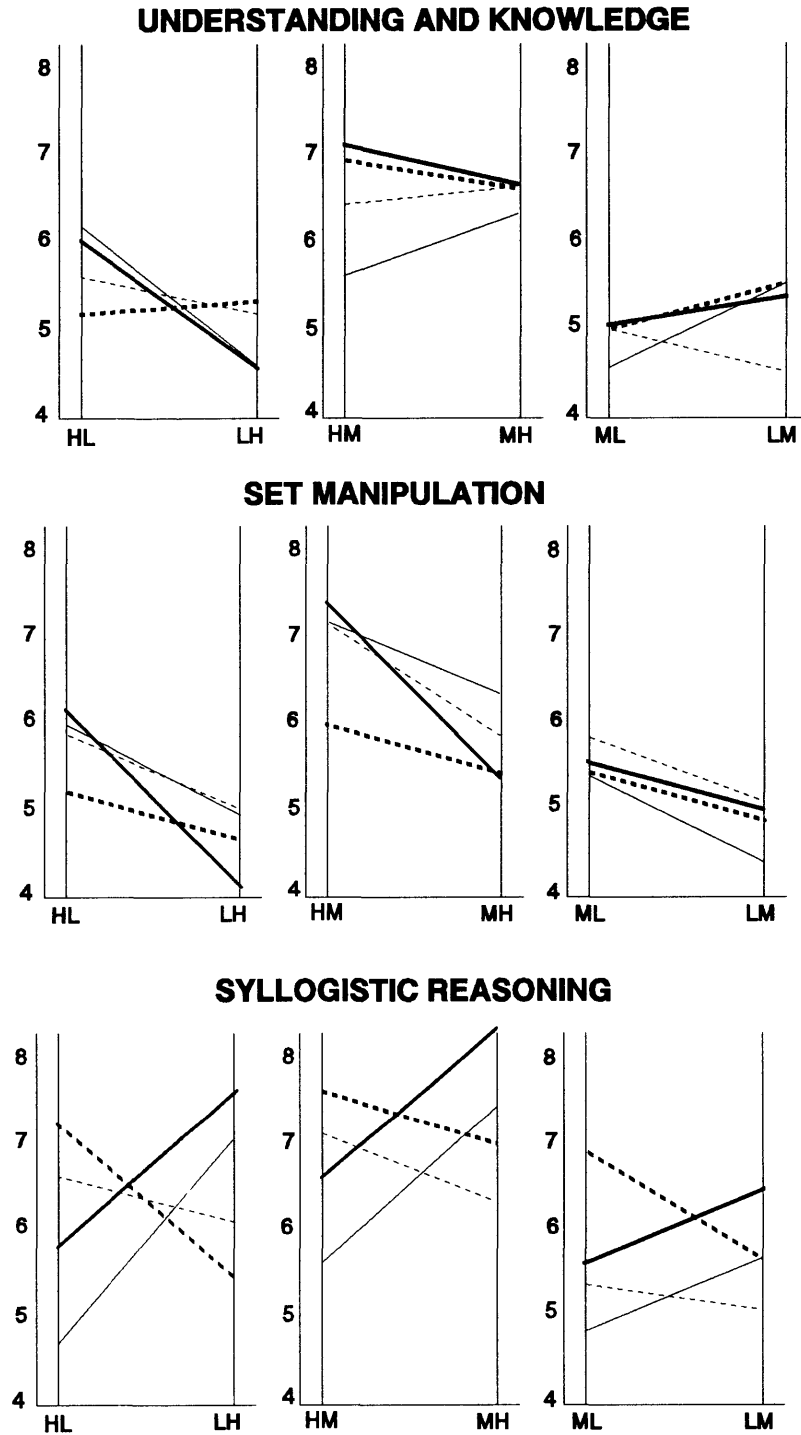 UNDERSTANDING AND KNOWLEDGE
8 8 8
7 7 7
6 6 6
5 5 5
4 4 4
HL LH HM MH ML LM
SET MANIPULATION
8 8 8
7 7 7
6 6 6
5 5 5
4 4 4
HL LH HM MH ML LM
SYLLOGISTIC REASONING
8 8 8
7 7 7
6 6 6
5 5 5
4 4 4
HL LH HM MH ML LM